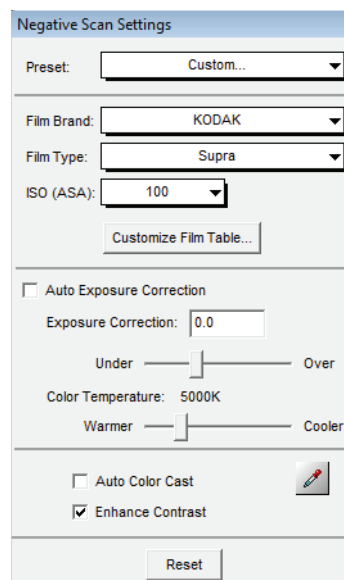 Negative Scan Settings
Preset: Custom...
Film Brand: KODAK
Film Type: Supra
ISO (ASA): 100
Customize Film Table...
Auto Exposure Correction
Exposure Correction: 0.0
Under Over
Color Temperature: 5000K
Warmer Cooler
Auto Color Cast
Enhance Contrast
Reset